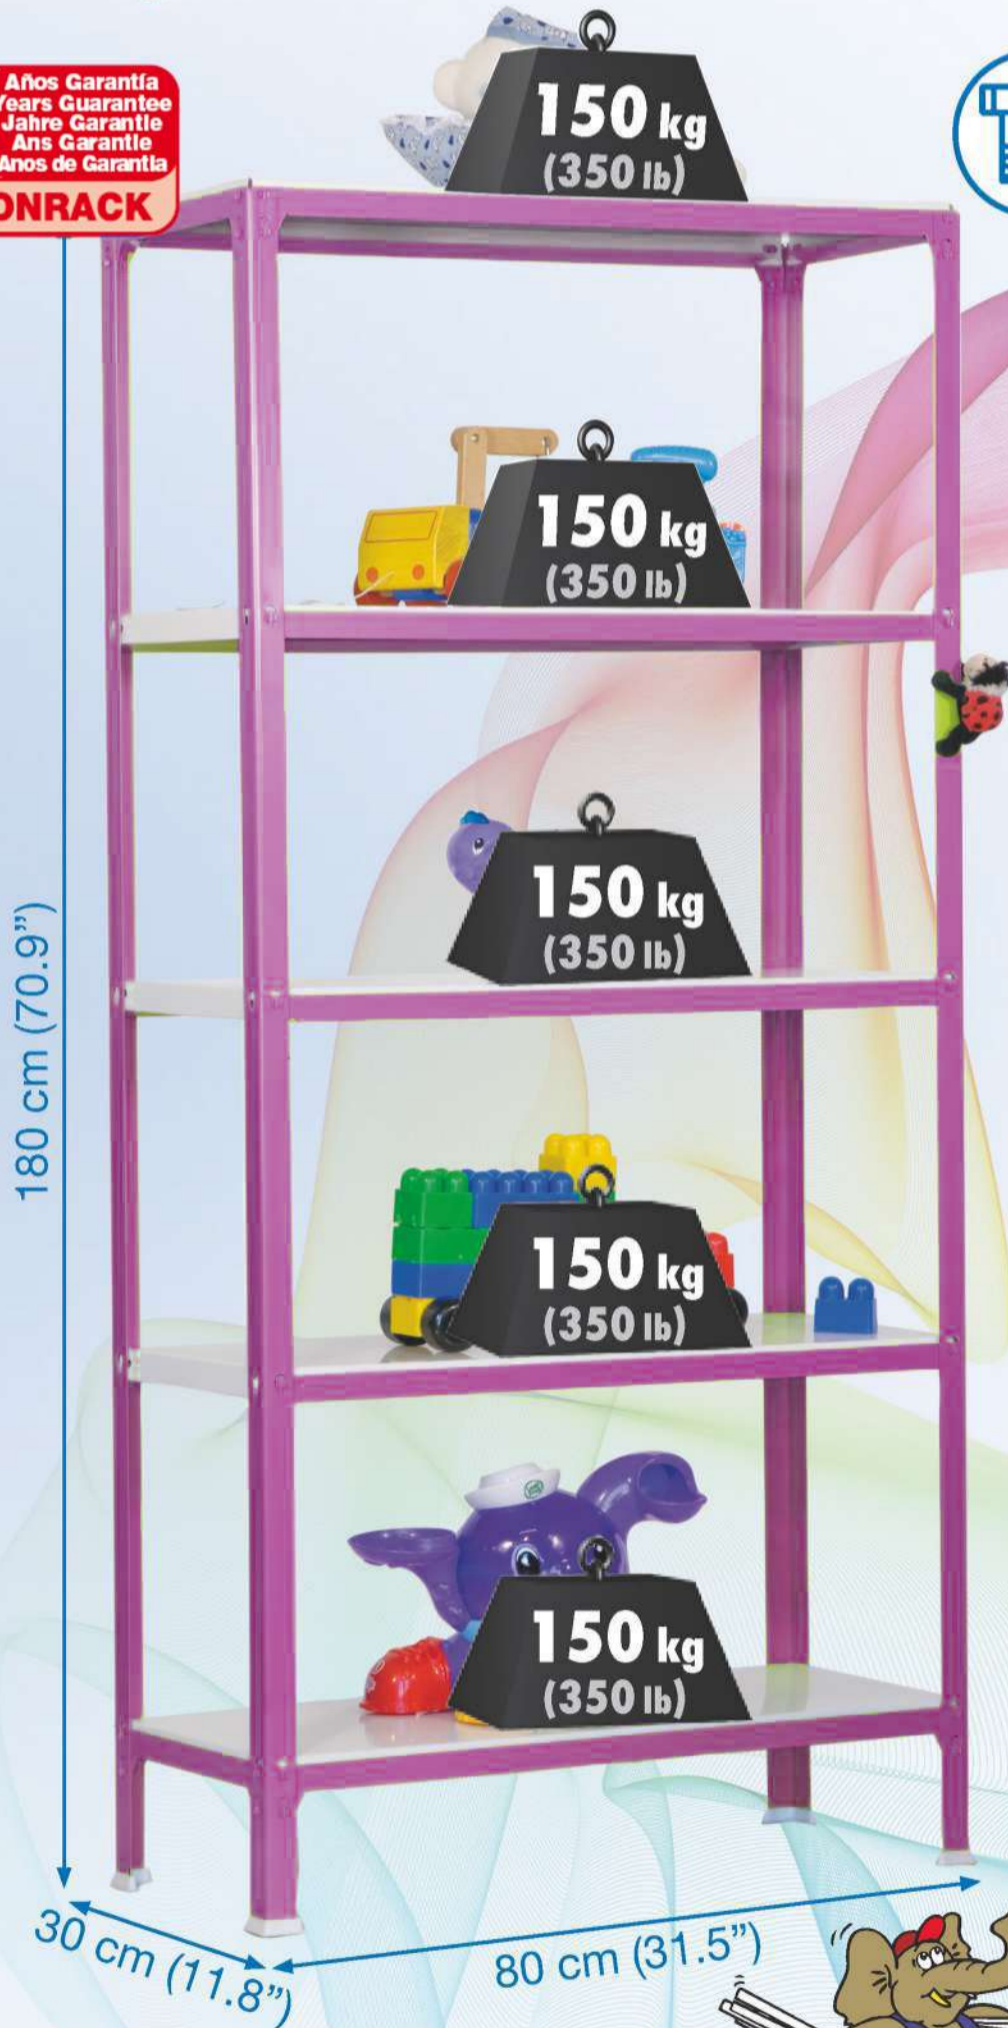 Años Garantía
Years Guarantee
Jahre Garantie
Ans Garantie
Anos de Garantia
ONRACK
150 kg
(350 lb)
150 kg
(350 lb)
150 kg
(350 lb)
150 kg
(350 lb)
150 kg
(350 lb)
180 cm (70.9”)
30 cm (11.8”)
80 cm (31.5”)